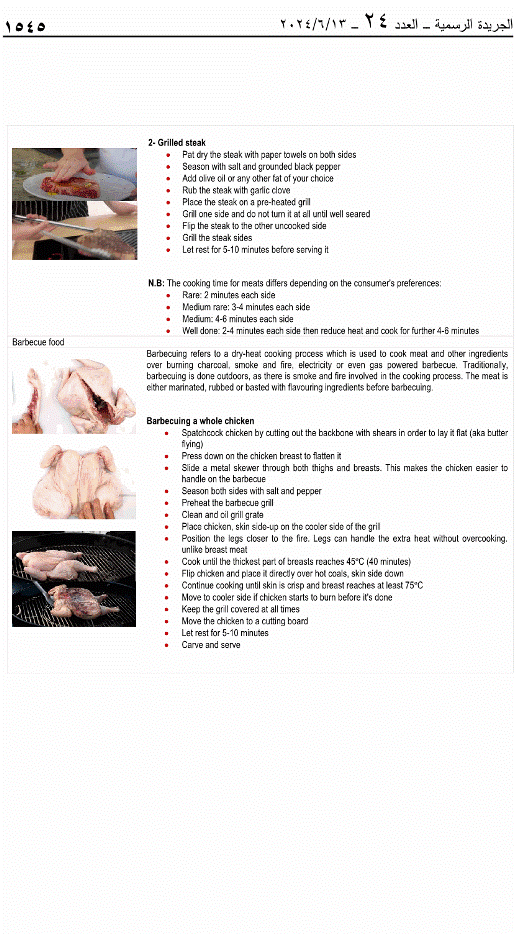 ١٥٤٥
الجريدة الرسمية ــ العدد ٢٤ ــ ٢٠٢٤/٦/١٣
2- Grilled steak
• Pat dry the steak with paper towels on both sides
• Season with salt and grounded black pepper
• Add olive oil or any other fat of your choice
• Rub the steak with garlic clove
• Place the steak on a pre-heated grill
• Grill one side and do not turn it at all until well seared
• Flip the steak to the other uncooked side
• Grill the steak sides
• Let rest for 5-10 minutes before serving it
N.B: The cooking time for meats differs depending on the consumer's preferences:
• Rare: 2 minutes each side
• Medium rare: 3-4 minutes each side
• Medium: 4-6 minutes each side
• Well done: 2-4 minutes each side then reduce heat and cook for further 4-6 minutes
Barbecue food
Barbecuing refers to a dry-heat cooking process which is used to cook meat and other ingredients
over burning charcoal, smoke and fire, electricity or even gas powered barbecue. Traditionally,
barbecuing is done outdoors, as there is smoke and fire involved in the cooking process. The meat is
either marinated, rubbed or basted with flavouring ingredients before barbecuing.
Barbecuing a whole chicken
• Spatchcock chicken by cutting out the backbone with shears in order to lay it flat (aka butter
flying)
• Press down on the chicken breast to flatten it
• Slide a metal skewer through both thighs and breasts. This makes the chicken easier to
handle on the barbecue
• Season both sides with salt and pepper
• Preheat the barbecue grill
• Clean and oil grill grate
• Place chicken, skin side-up on the cooler side of the grill
• Position the legs closer to the fire. Legs can handle the extra heat without overcooking,
unlike breast meat
• Cook until the thickest part of breasts reaches 45ºC (40 minutes)
• Flip chicken and place it directly over hot coals, skin side down
• Continue cooking until skin is crisp and breast reaches at least 75ºC
• Move to cooler side if chicken starts to burn before it's done
• Keep the grill covered at all times
• Move the chicken to a cutting board
• Let rest for 5-10 minutes
• Carve and serve